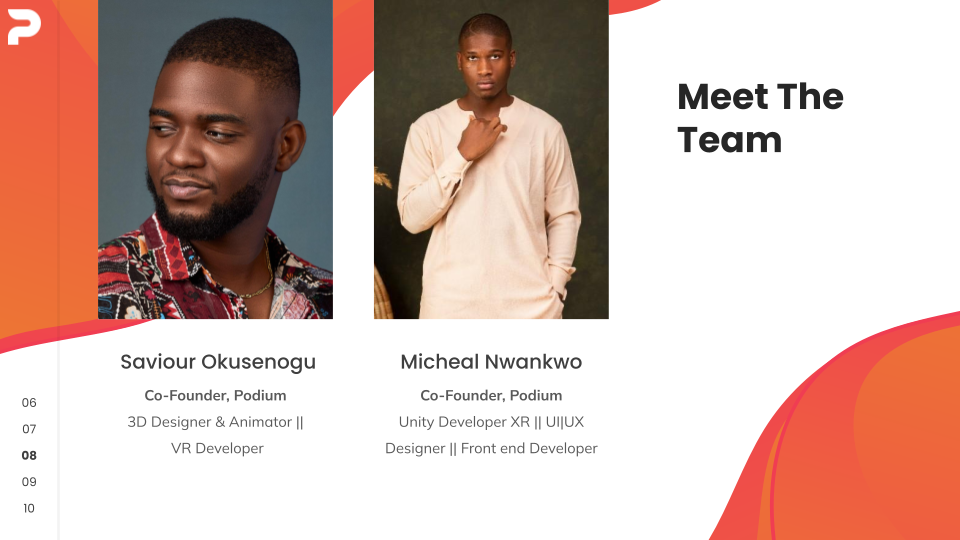 Meet The
Team
Saviour Okusenogu
Co-Founder, Podium
3D Designer & Animator ||
VR Developer
Micheal Nwankwo
Co-Founder, Podium
Unity Developer XR || UI|UX
Designer || Front end Developer
06
07
08
09
10